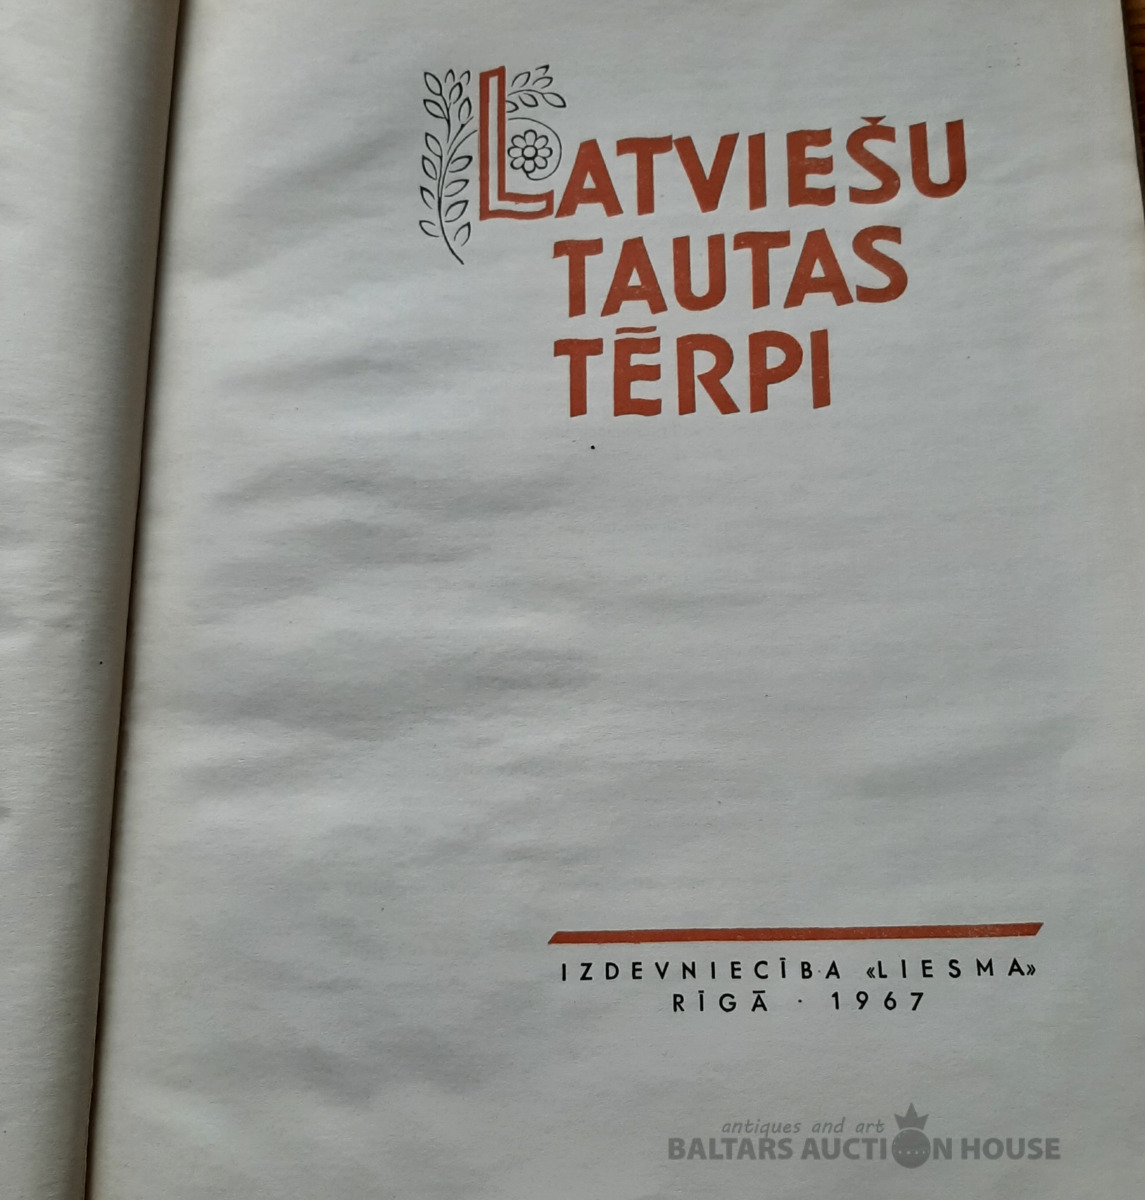 LATVIEŠU
TAUTAS
TĒRPI
IZDEVNIECĪBA «LIESMA»
RĪGĀ · 1967
antiques and art
BALTARS AUCTION HOUSE